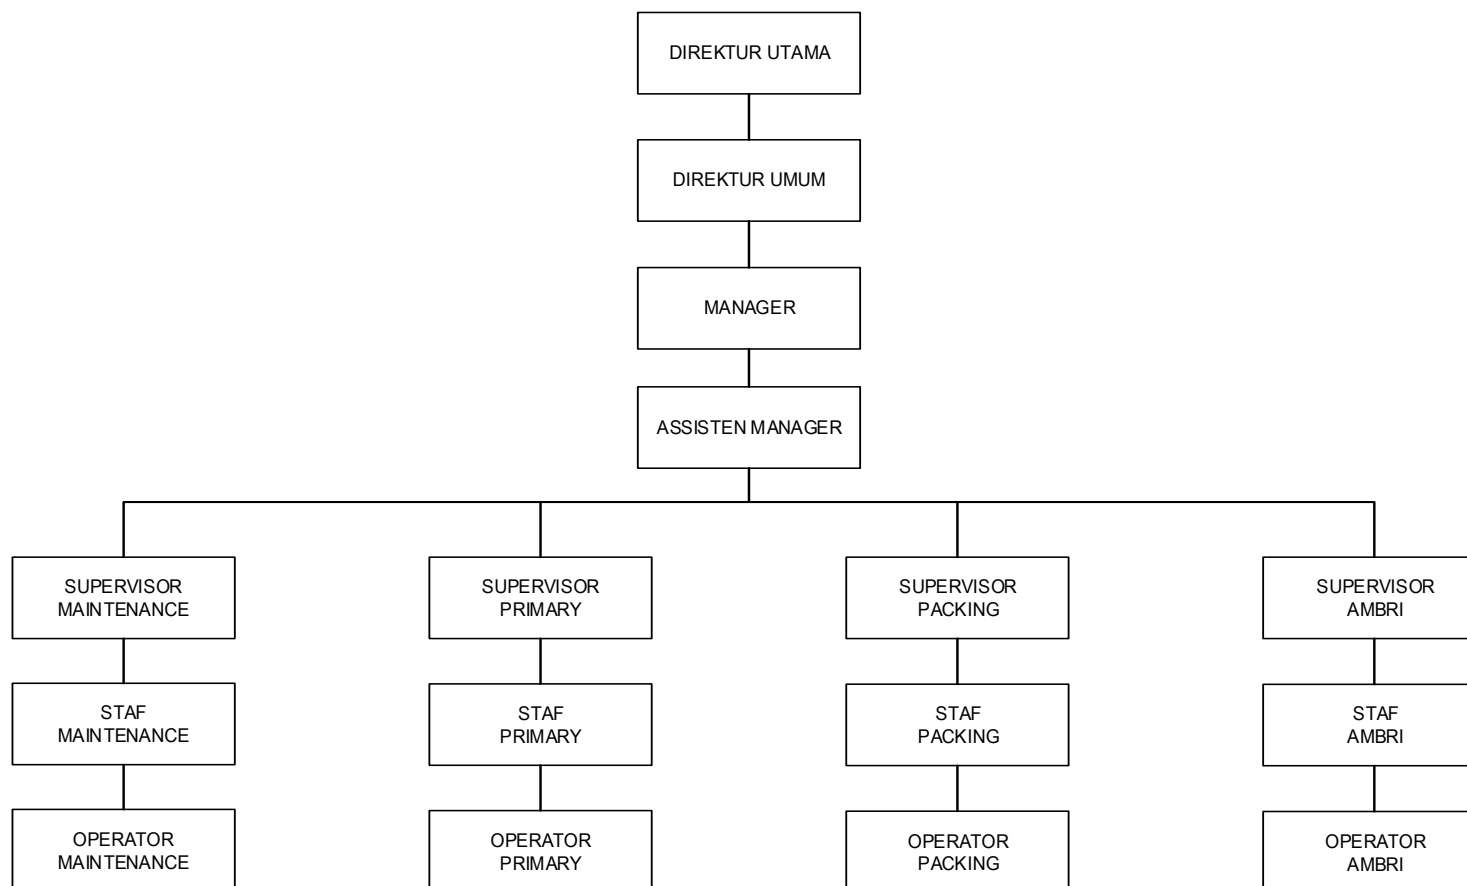 DIREKTUR UTAMA
DIREKTUR UMUM
MANAGER
ASSISTEN MANAGER
SUPERVISOR
MAINTENANCE
SUPERVISOR
PRIMARY
SUPERVISOR
PACKING
SUPERVISOR
AMBRI
STAF
MAINTENANCE
STAF
PRIMARY
STAF
PACKING
STAF
AMBRI
OPERATOR
MAINTENANCE
OPERATOR
PRIMARY
OPERATOR
PACKING
OPERATOR
AMBRI